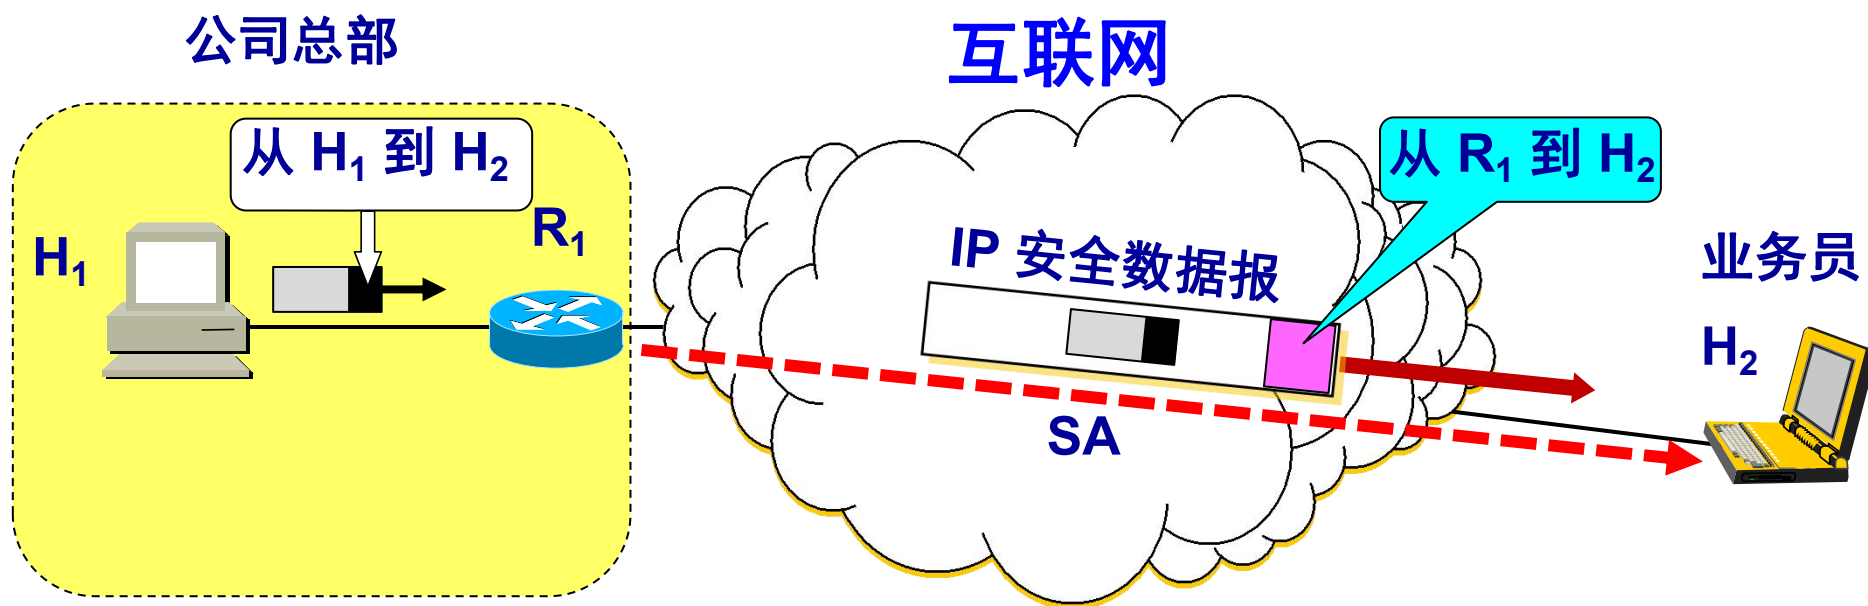 公司总部
互联网
从 H₁ 到 H₂
从 R₁ 到 H₂
R₁
H₁
IP 安全数据报
业务员
H₂
SA